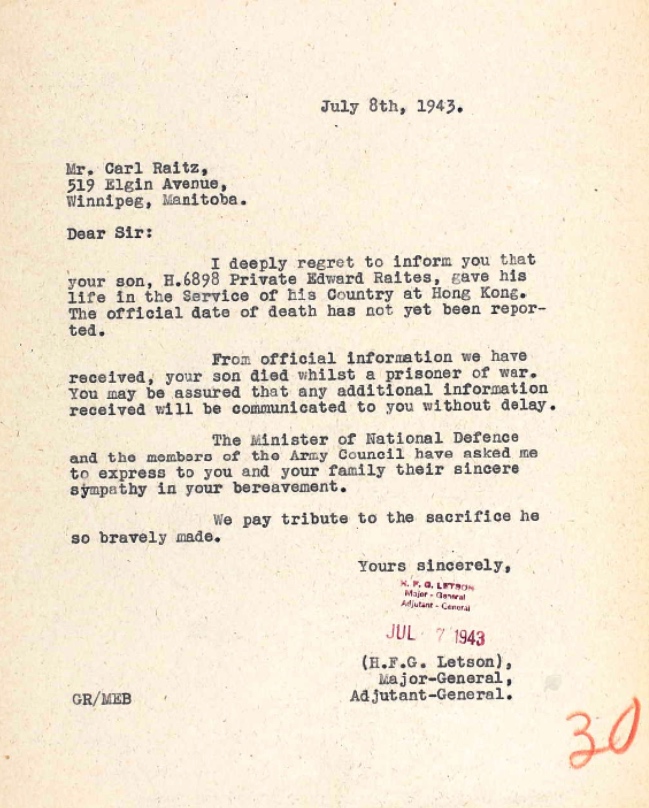 July 8th, 1943.
Mr. Carl Raitz,
519 Elgin Avenue,
Winnipeg, Manitoba.
Dear Sir:
I deeply regret to inform you that
your son, H.6898 Private Edward Raites, gave his
life in the Service of his Country at Hong Kong.
The official date of death has not yet been repor-
ted.
From official information we have
received, your son died whilst a prisoner of war.
You may be assured that any additional information
received will be communicated to you without delay.
The Minister of National Defence
and the members of the Army Council have asked me
to express to you and your family their sincere
sympathy in your bereavement.
We pay tribute to the sacrifice he
so bravely made.
Yours sincerely,
H. F. G. LETSON
Major - General
Adjutant - General
JUL 7 1943
(H.F.G. Letson),
Major-General,
Adjutant-General.
GR/MEB
30